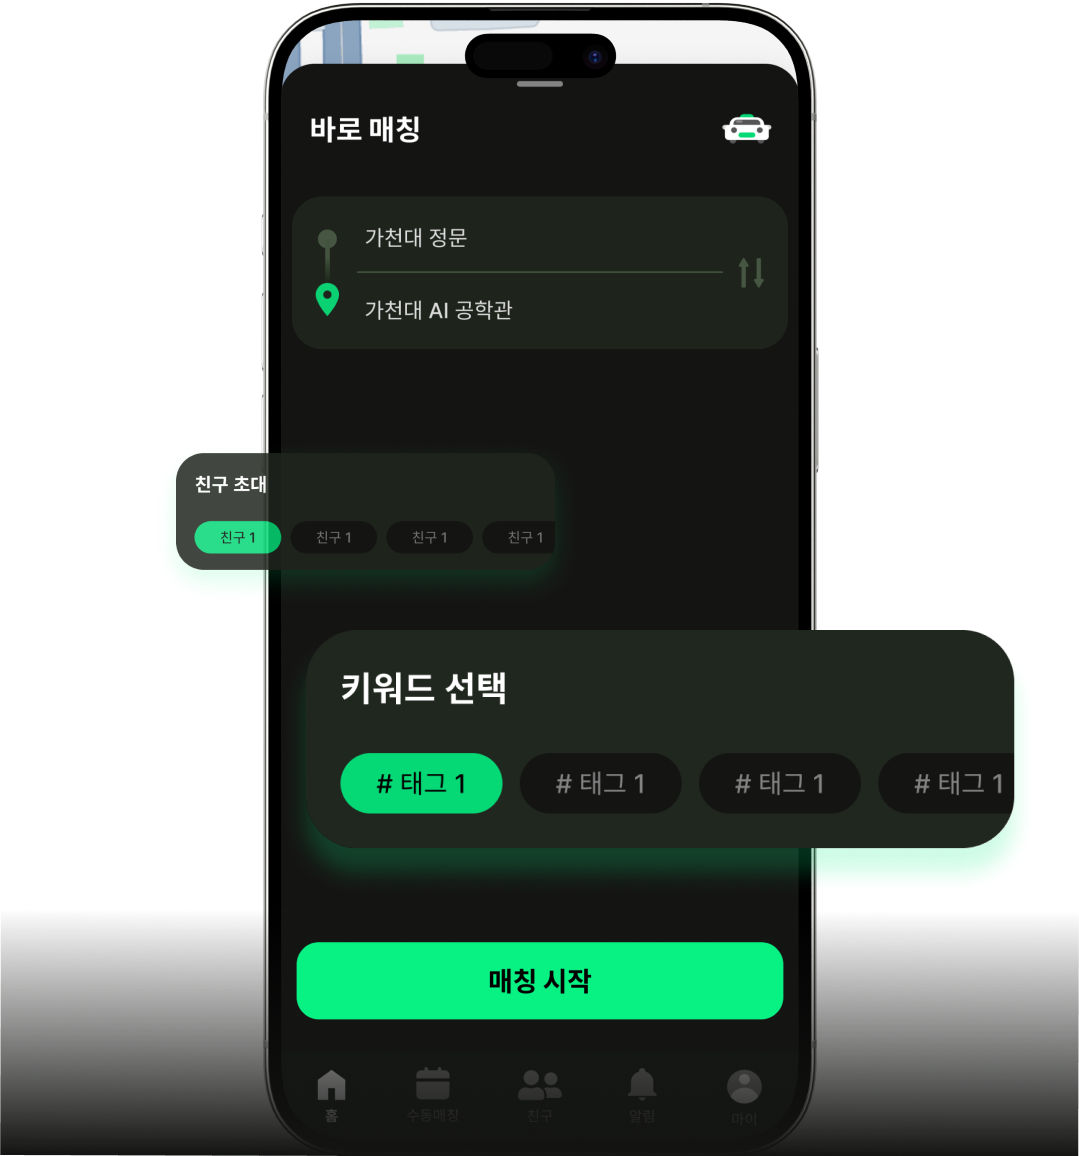 바로 매칭
가천대 정문
가천대 AI 공학관
친구 초대
친구 1 친구 1 친구 1 친구 1
키워드 선택
# 태그 1 # 태그 1 # 태그 1 # 태그 1
매칭 시작
홈 수동매칭 친구 알림 마이